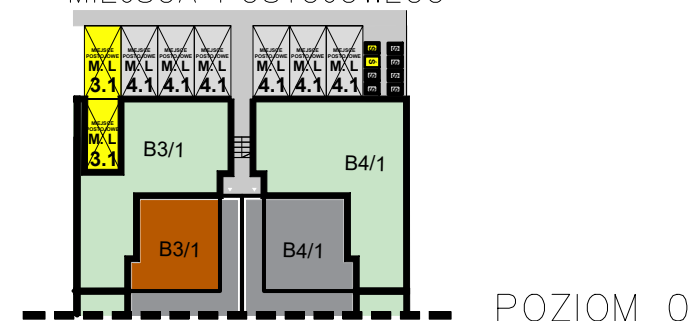 MIEJSCA POSTOJOWEGO
MIEJSCE POSTOJOWE M. L 3.1
MIEJSCE POSTOJOWE M. L 4.1
MIEJSCE POSTOJOWE M. L 4.1
MIEJSCE POSTOJOWE M. L 4.1
MIEJSCE POSTOJOWE M. L 4.1
MIEJSCE POSTOJOWE M. L 4.1
MIEJSCE POSTOJOWE M. L 4.1
MIEJSCE POSTOJOWE M. L 3.1
B3/1
B4/1
B3/1
B4/1
POZIOM 0